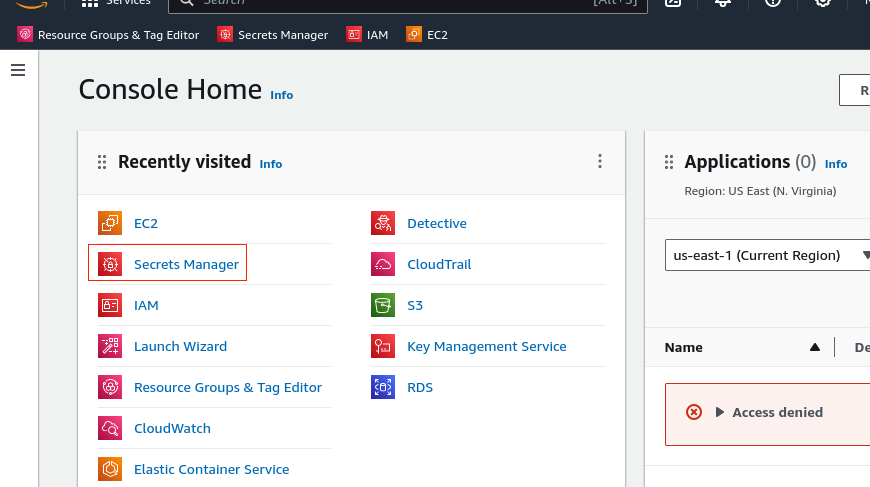 Services
Search
[Alt+S]
Resource Groups & Tag Editor
Secrets Manager
IAM
EC2
Console Home Info
R
Recently visited Info
EC2
Secrets Manager
IAM
Launch Wizard
Resource Groups & Tag Editor
CloudWatch
Elastic Container Service
Detective
CloudTrail
S3
Key Management Service
RDS
Applications (0) Info
Region: US East (N. Virginia)
us-east-1 (Current Region)
Name
De
Access denied